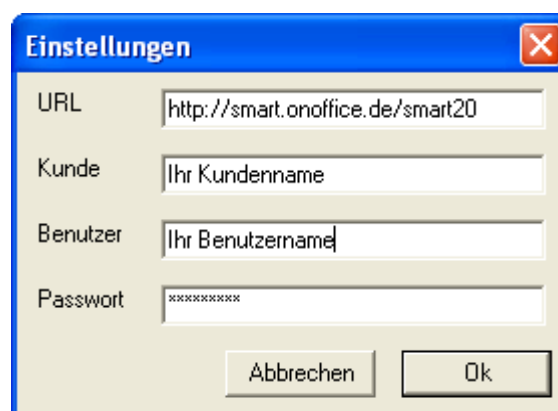 Einstellungen
URL http://smart.onoffice.de/smart20
Kunde Ihr Kundenname
Benutzer Ihr Benutzername
Passwort *********
Abbrechen Ok